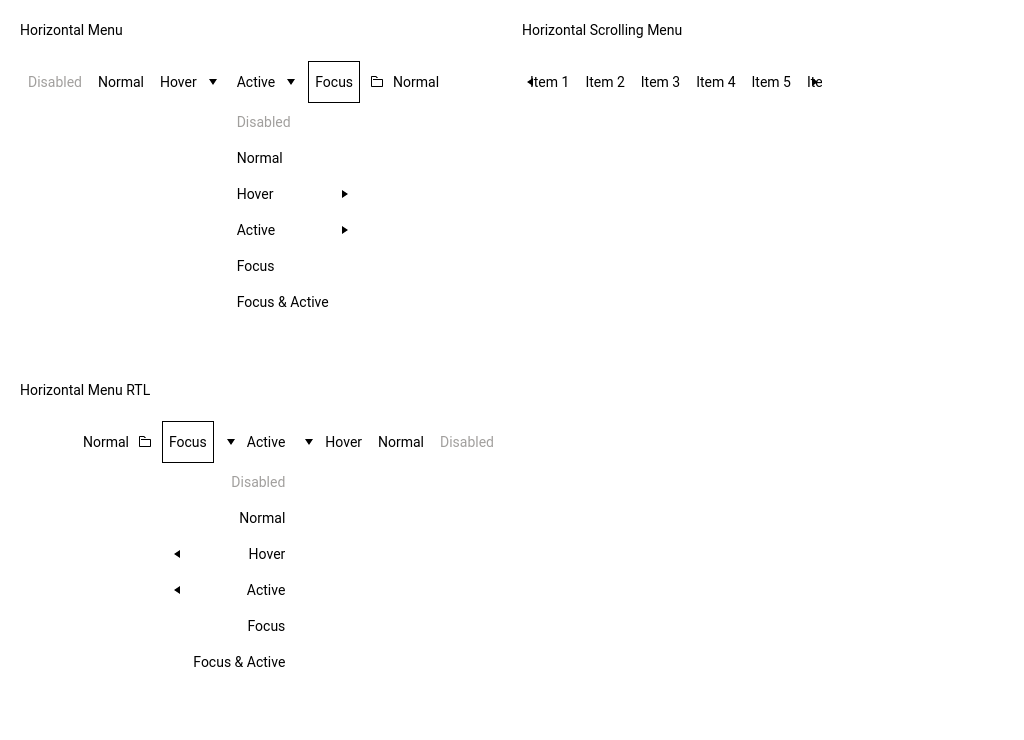 Horizontal Menu
Disabled Normal Hover Active Focus Normal
Disabled
Normal
Hover
Active
Focus
Focus & Active
Horizontal Scrolling Menu
Item 1 Item 2 Item 3 Item 4 Item 5 Ite
Horizontal Menu RTL
Normal Focus Active Hover Normal Disabled
Disabled
Normal
Hover
Active
Focus
Focus & Active